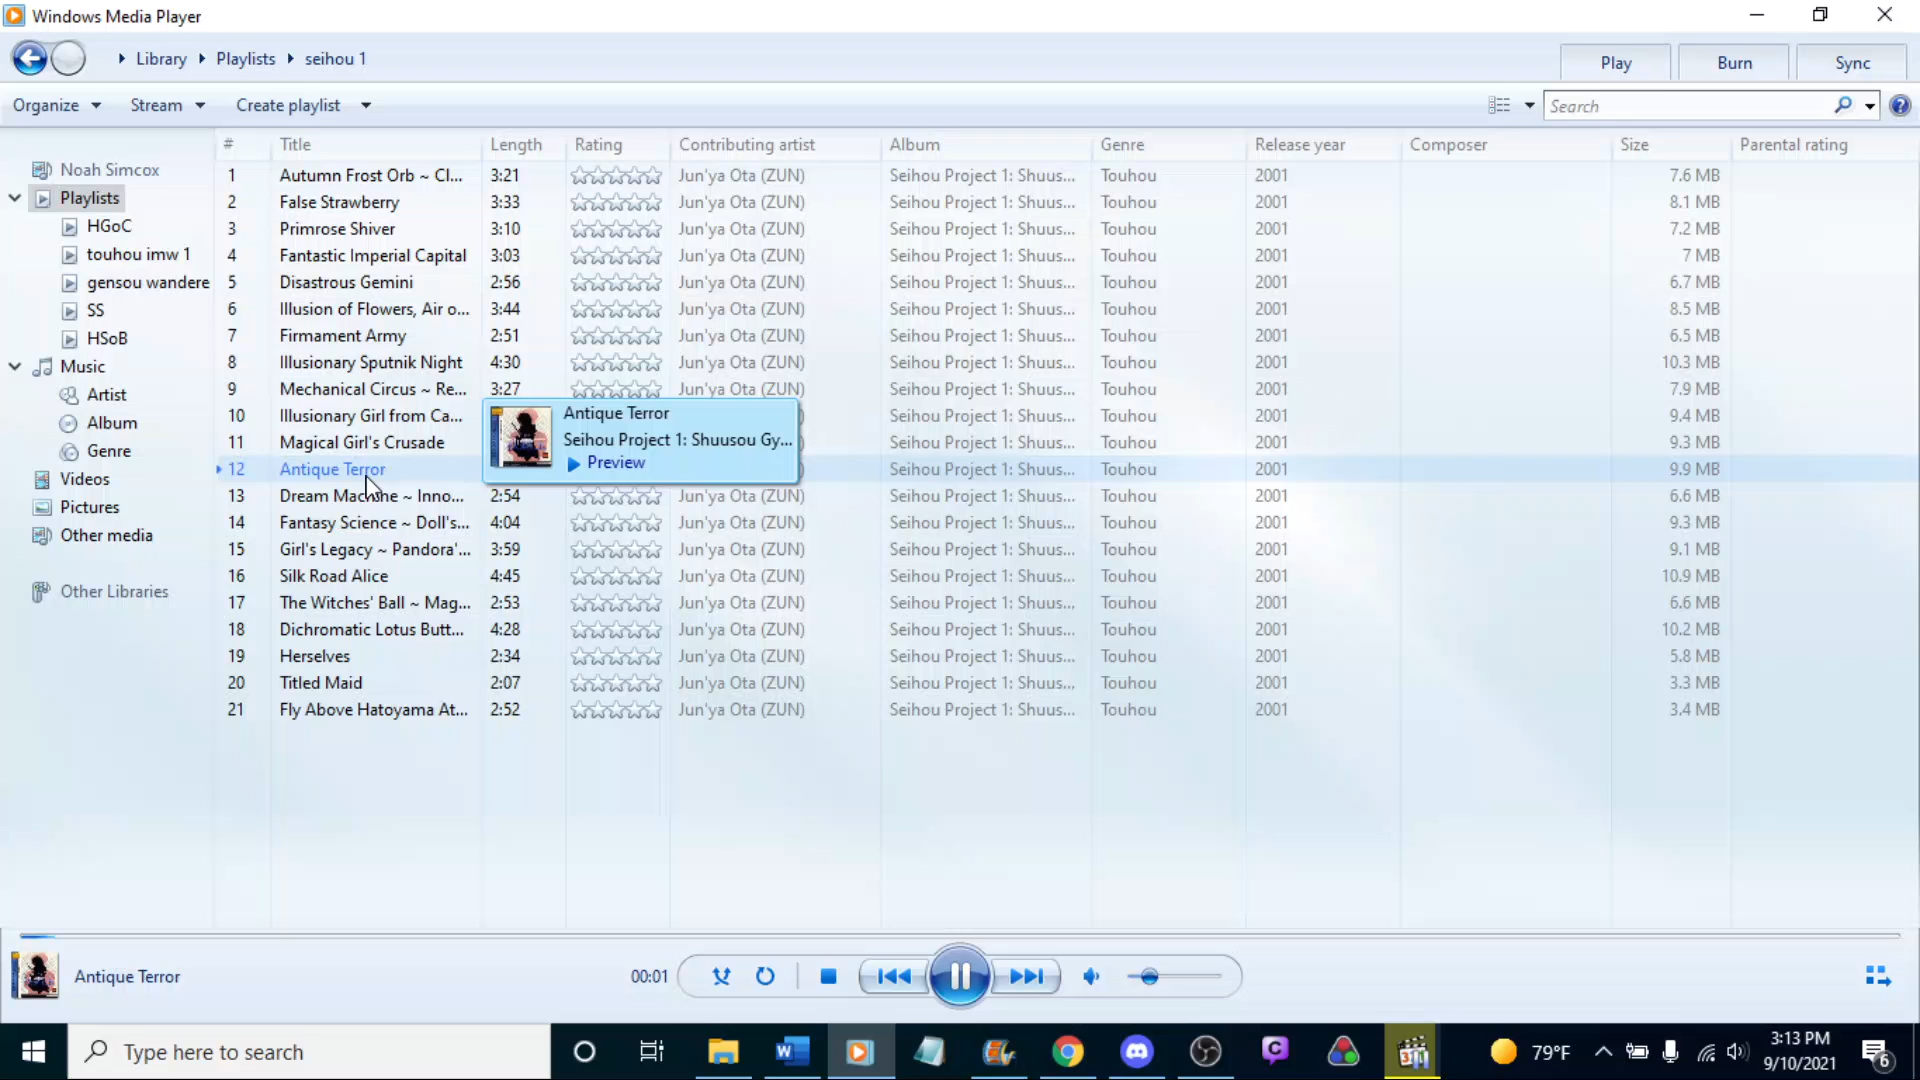 Windows Media Player
Library Playlists seihou 1
Play Burn Sync
Organize Stream Create playlist
Search
Noah Simcox
Playlists
HGoC
touhou imw 1
gensou wandere
SS
HSoB
Music
Artist
Album
Genre
Videos
Pictures
Other media
Other Libraries
# Title Length Rating Contributing artist Album Genre Release year Composer Size Parental rating
1 Autumn Frost Orb ~ Cl... 3:21 Jun'ya Ota (ZUN) Seihou Project 1: Shuus... Touhou 2001 7.6 MB
2 False Strawberry 3:33 Jun'ya Ota (ZUN) Seihou Project 1: Shuus... Touhou 2001 8.1 MB
3 Primrose Shiver 3:10 Jun'ya Ota (ZUN) Seihou Project 1: Shuus... Touhou 2001 7.2 MB
4 Fantastic Imperial Capital 3:03 Jun'ya Ota (ZUN) Seihou Project 1: Shuus... Touhou 2001 7 MB
5 Disastrous Gemini 2:56 Jun'ya Ota (ZUN) Seihou Project 1: Shuus... Touhou 2001 6.7 MB
6 Illusion of Flowers, Air o... 3:44 Jun'ya Ota (ZUN) Seihou Project 1: Shuus... Touhou 2001 8.5 MB
7 Firmament Army 2:51 Jun'ya Ota (ZUN) Seihou Project 1: Shuus... Touhou 2001 6.5 MB
8 Illusionary Sputnik Night 4:30 Jun'ya Ota (ZUN) Seihou Project 1: Shuus... Touhou 2001 10.3 MB
9 Mechanical Circus ~ Re... 3:27 Jun'ya Ota (ZUN) Seihou Project 1: Shuus... Touhou 2001 7.9 MB
10 Illusionary Girl from Ca... Seihou Project 1: Shuus... Touhou 2001 9.4 MB
11 Magical Girl's Crusade Seihou Project 1: Shuus... Touhou 2001 9.3 MB
12 Antique Terror Seihou Project 1: Shuus... Touhou 2001 9.9 MB
Antique Terror
Seihou Project 1: Shuusou Gy...
Preview
13 Dream Machine ~ Inno... 2:54 Jun'ya Ota (ZUN) Seihou Project 1: Shuus... Touhou 2001 6.6 MB
14 Fantasy Science ~ Doll's... 4:04 Jun'ya Ota (ZUN) Seihou Project 1: Shuus... Touhou 2001 9.3 MB
15 Girl's Legacy ~ Pandora'... 3:59 Jun'ya Ota (ZUN) Seihou Project 1: Shuus... Touhou 2001 9.1 MB
16 Silk Road Alice 4:45 Jun'ya Ota (ZUN) Seihou Project 1: Shuus... Touhou 2001 10.9 MB
17 The Witches' Ball ~ Mag... 2:53 Jun'ya Ota (ZUN) Seihou Project 1: Shuus... Touhou 2001 6.6 MB
18 Dichromatic Lotus Butt... 4:28 Jun'ya Ota (ZUN) Seihou Project 1: Shuus... Touhou 2001 10.2 MB
19 Herselves 2:34 Jun'ya Ota (ZUN) Seihou Project 1: Shuus... Touhou 2001 5.8 MB
20 Titled Maid 2:07 Jun'ya Ota (ZUN) Seihou Project 1: Shuus... Touhou 2001 3.3 MB
21 Fly Above Hatoyama At... 2:52 Jun'ya Ota (ZUN) Seihou Project 1: Shuus... Touhou 2001 3.4 MB
Antique Terror 00:01
Type here to search
79°F
3:13 PM
9/10/2021
6